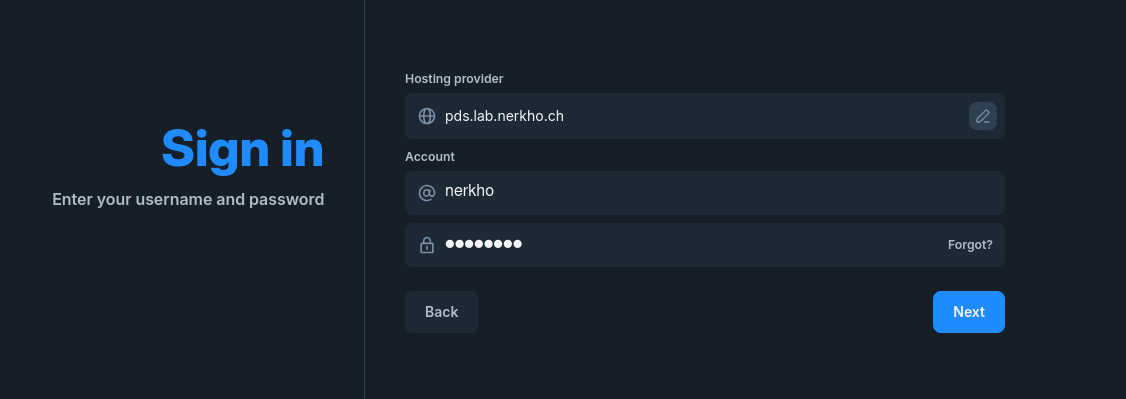 Sign in
Enter your username and password
Hosting provider
pds.lab.nerkho.ch
Account
@ nerkho
●●●●●●●● Forgot?
Back Next